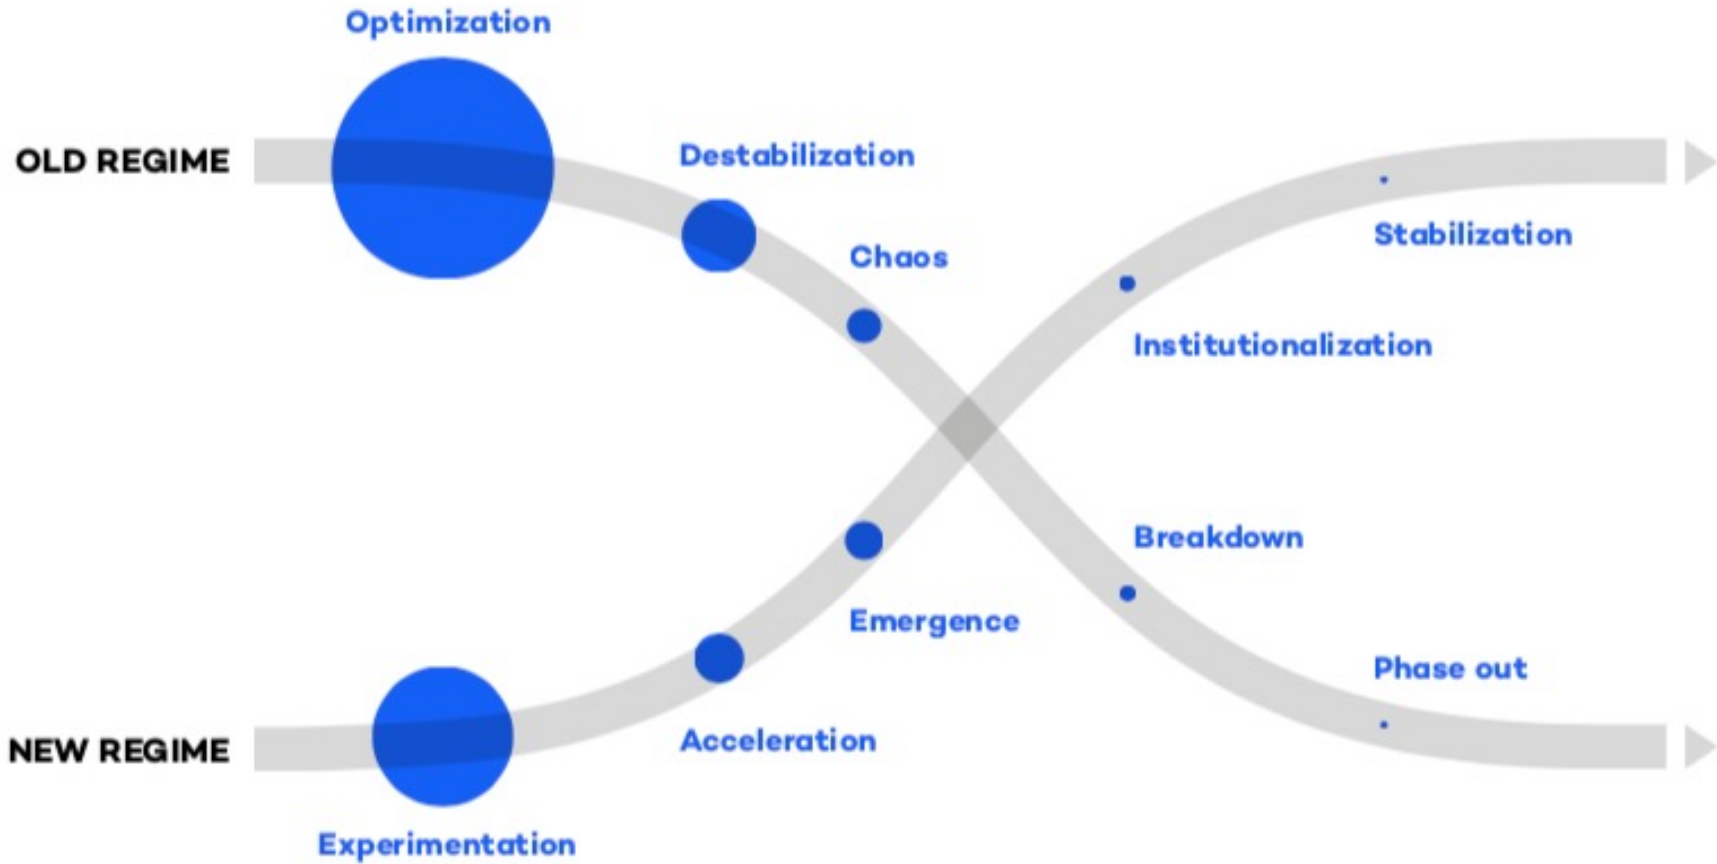 Optimization
OLD REGIME
Destabilization
Chaos
Stabilization
Institutionalization
Breakdown
Emergence
Phase out
Acceleration
NEW REGIME
Experimentation